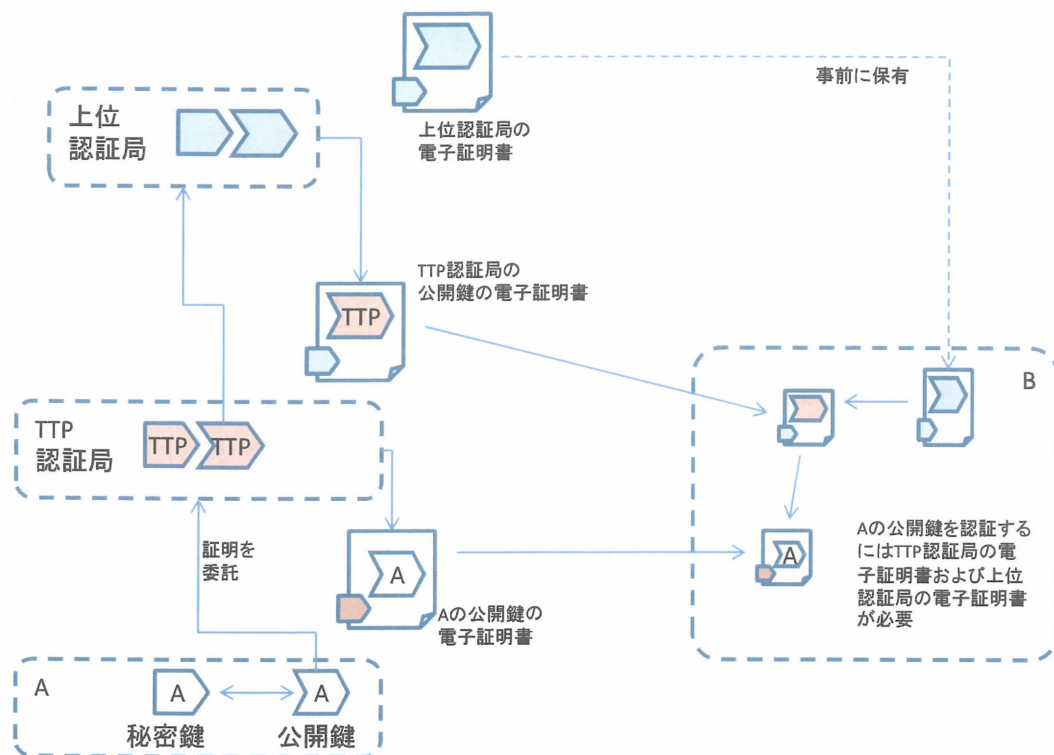 事前に保有
上位
認証局
上位認証局の
電子証明書
TTP認証局の
公開鍵の電子証明書
TTP
B
TTP
認証局
TTP
TTP
証明を
委託
A
Aの公開鍵の
電子証明書
A
Aの公開鍵を認証する
にはTTP認証局の電
子証明書および上位
認証局の電子証明書
が必要
A
A
A
秘密鍵
公開鍵